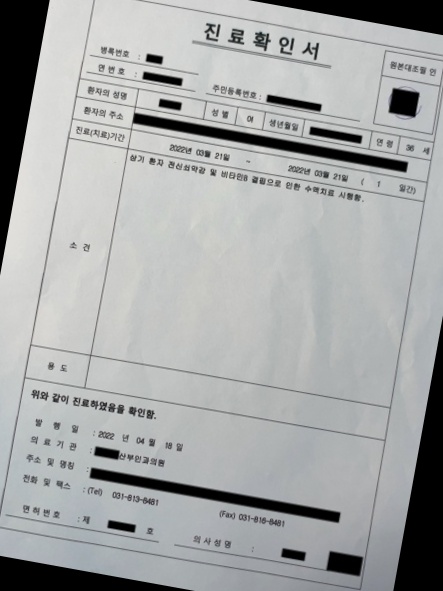 진료확인서
원본대조필 인
병록번호 :
연번호 :
주민등록번호 :
환자의 성명 성별 여 생년월일 연령 36 세
환자의 주소
진료(치료)기간 2022년 03월 21일 ~ 2022년 03월 21일 ( 1 일간)
상기 환자 전신쇠약감 및 비타민B 결핍으로 인한 수액치료 시행함.
소견
용도
위와 같이 진료하였음을 확인함.
발행일 : 2022 년 04 월 18 일
의료기관 : 산부인과의원
주소 및 명칭 :
전화 및 팩스 : (Tel) 031-813-8481 (Fax) 031-816-8481
면허번호 : 제 호 의사성명 :